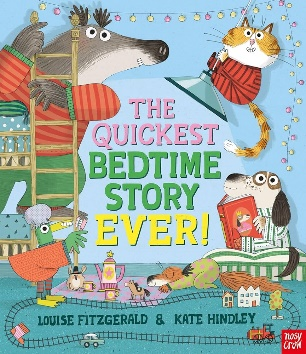 THE
QUICKEST
BEDTIME
STORY
EVER!
LOUISE FITZGERALD & KATE HINDLEY
nosy
crow